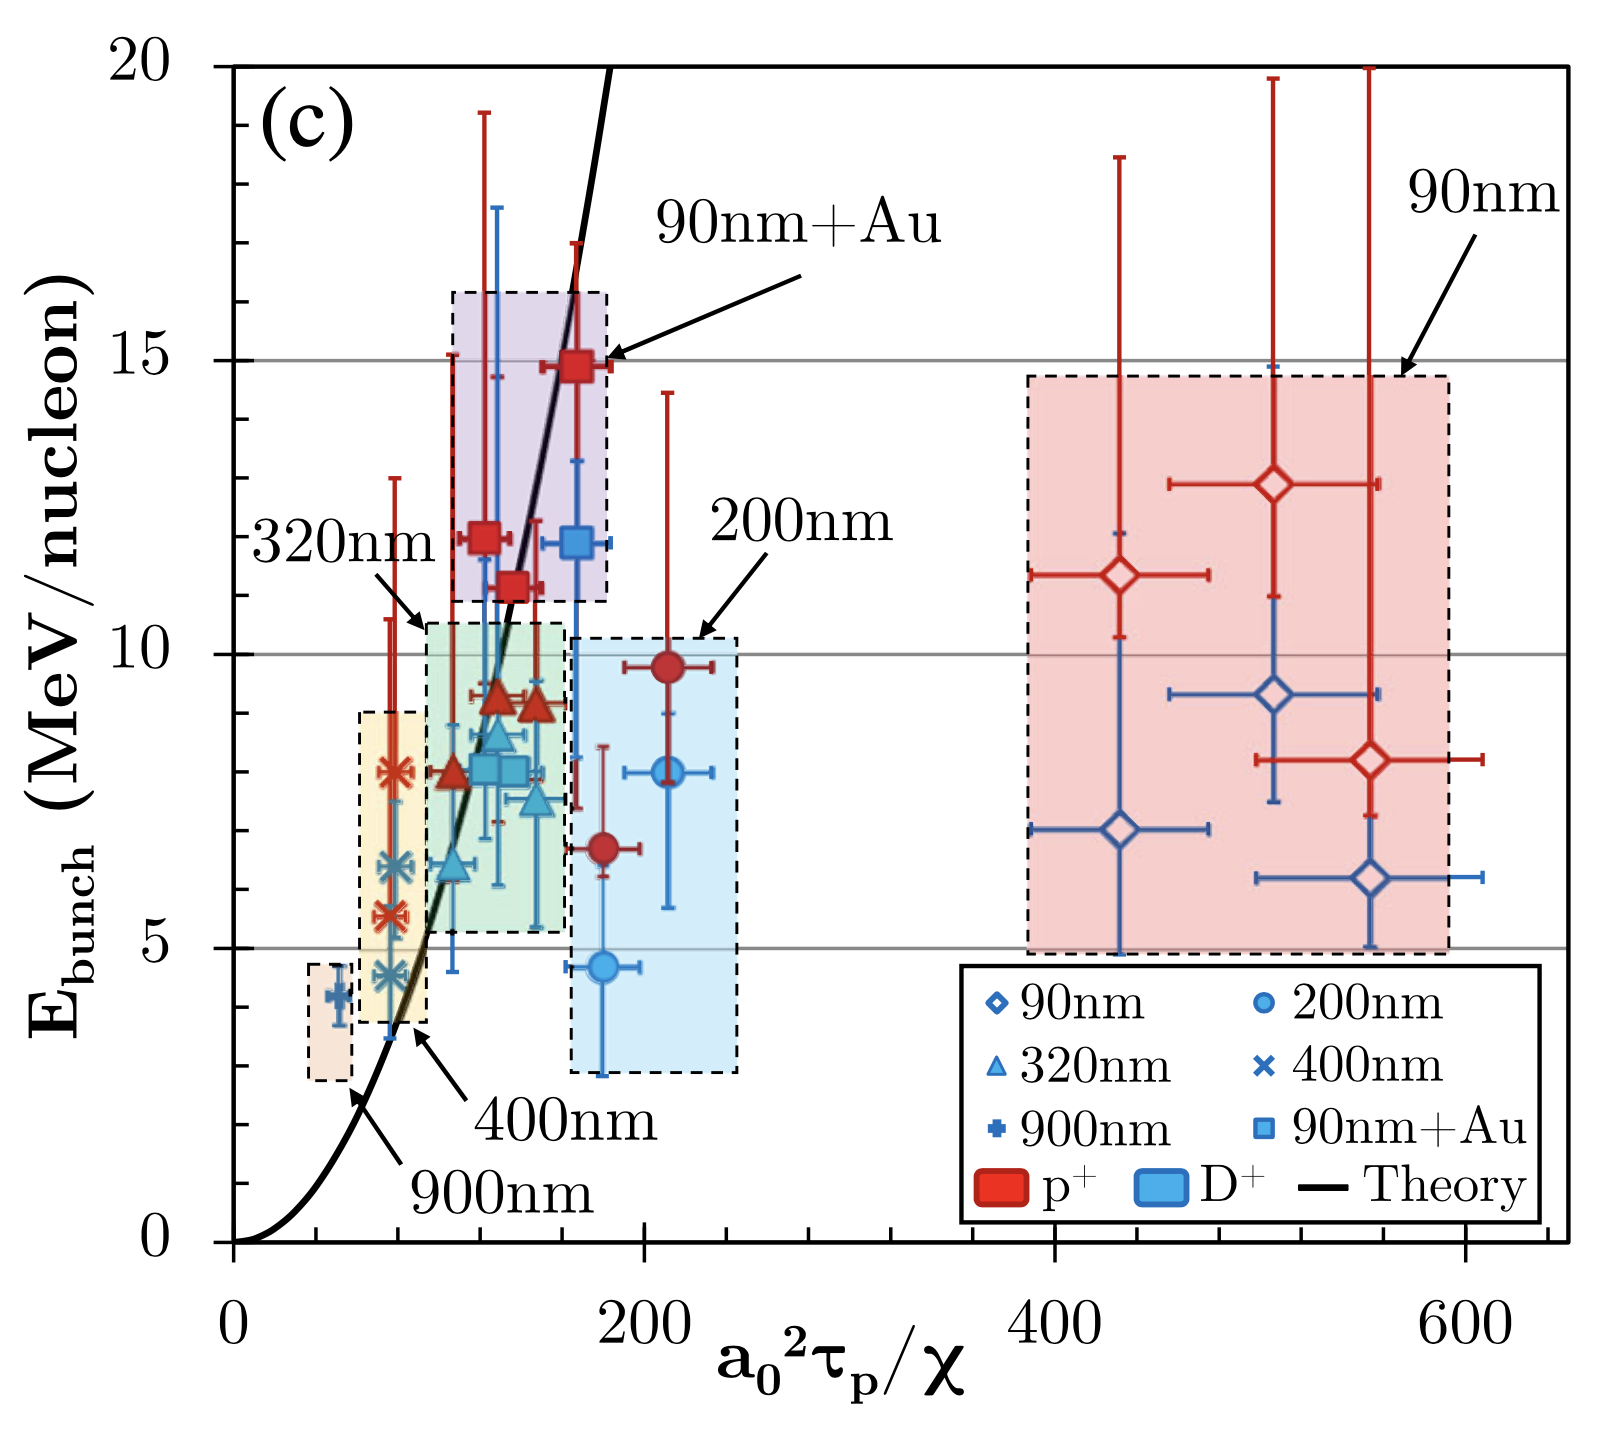 20
(c)
90nm
90nm+Au
15
320nm
200nm
10
E_bunch (MeV/nucleon)
5
90nm 200nm
320nm 400nm
900nm 90nm+Au
p⁺ D⁺ Theory
400nm
900nm
0
0 200 400 600
a₀²τₚ/χ